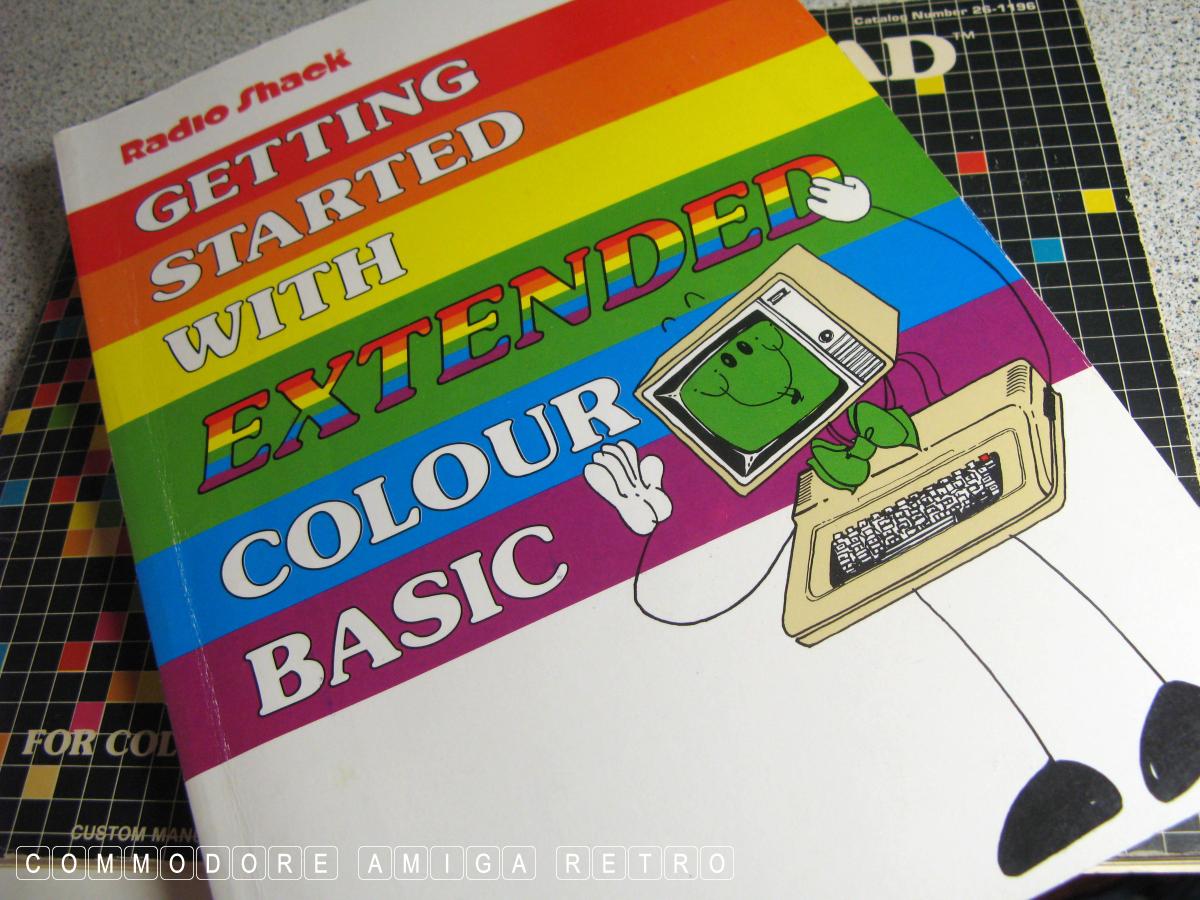 Catalog Number 26-1196
AD™
Radio Shack
GETTING
STARTED
WITH
EXTENDED
COLOUR
BASIC
FOR COL
CUSTOM MAN
COMMODORE AMIGA RETRO